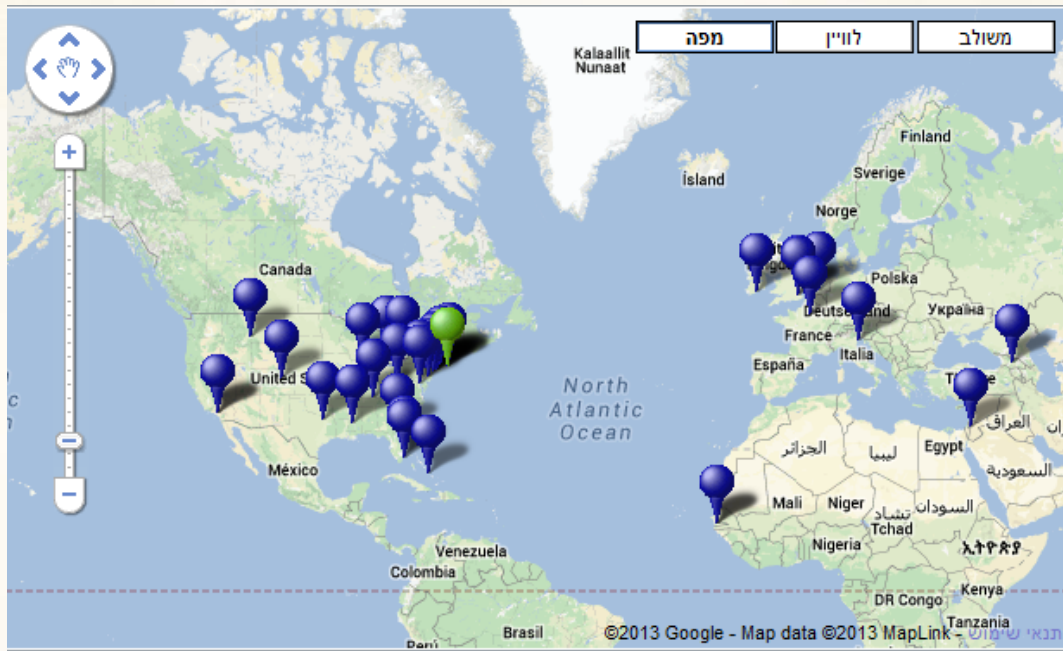 משולב
לוויין
מפה
Kalaallit
Nunaat
Finland
Ísland
Sverige
Norge
Canada
Polska
Deutschland
Україна
France
Italia
España
North
Atlantic
Ocean
México
العراق
الجزائر
ليبيا
Egypt
السعودية
Mali
Niger
تشاد
Tchad
السودان
Nigeria
ኢትዮጵያ
Venezuela
Colombia
DR Congo
Kenya
Tanzania
Brasil
Perú
©2013 Google - Map data ©2013 MapLink - תנאי שימוש